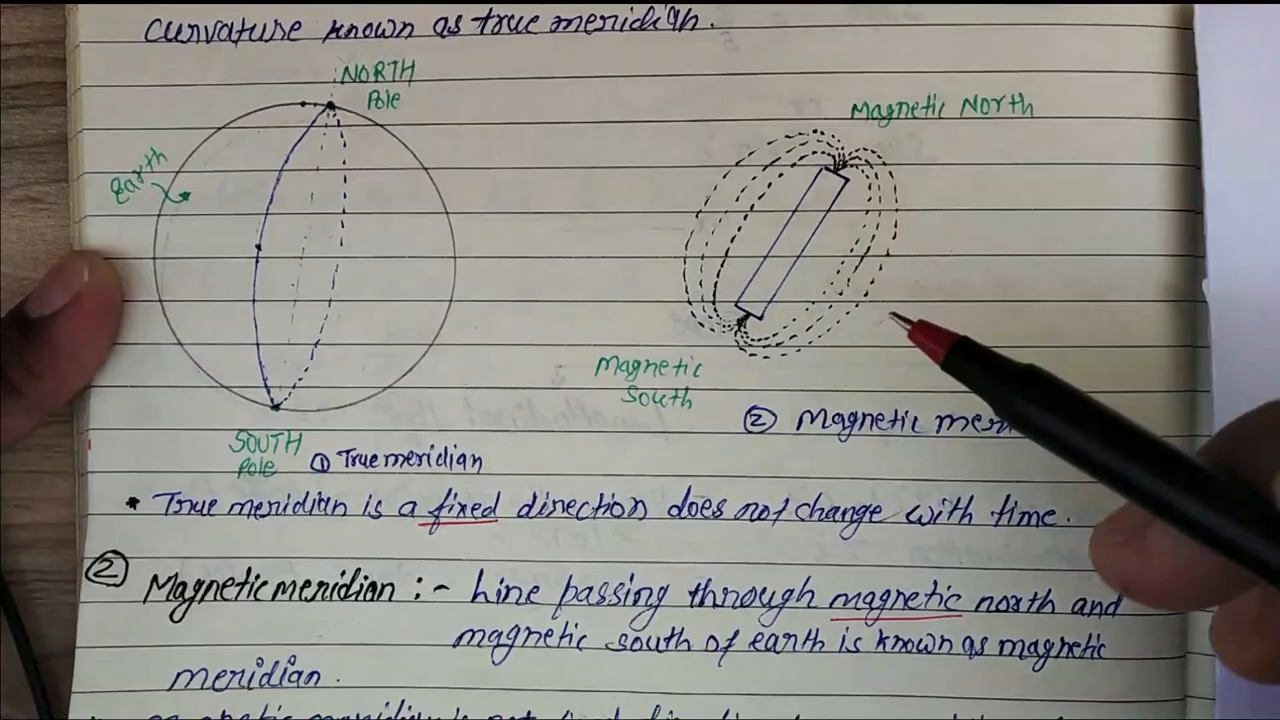 curvature known as true meridian.
NORTH
Pole
Earth
Magnetic North
Magnetic
South
② Magnetic
SOUTH
Pole
① True meridian
• True meridian is a fixed direction does not change with time.
② Magnetic meridian :- Line passing through magnetic north and
magnetic south of earth is known as magnetic
meridian.